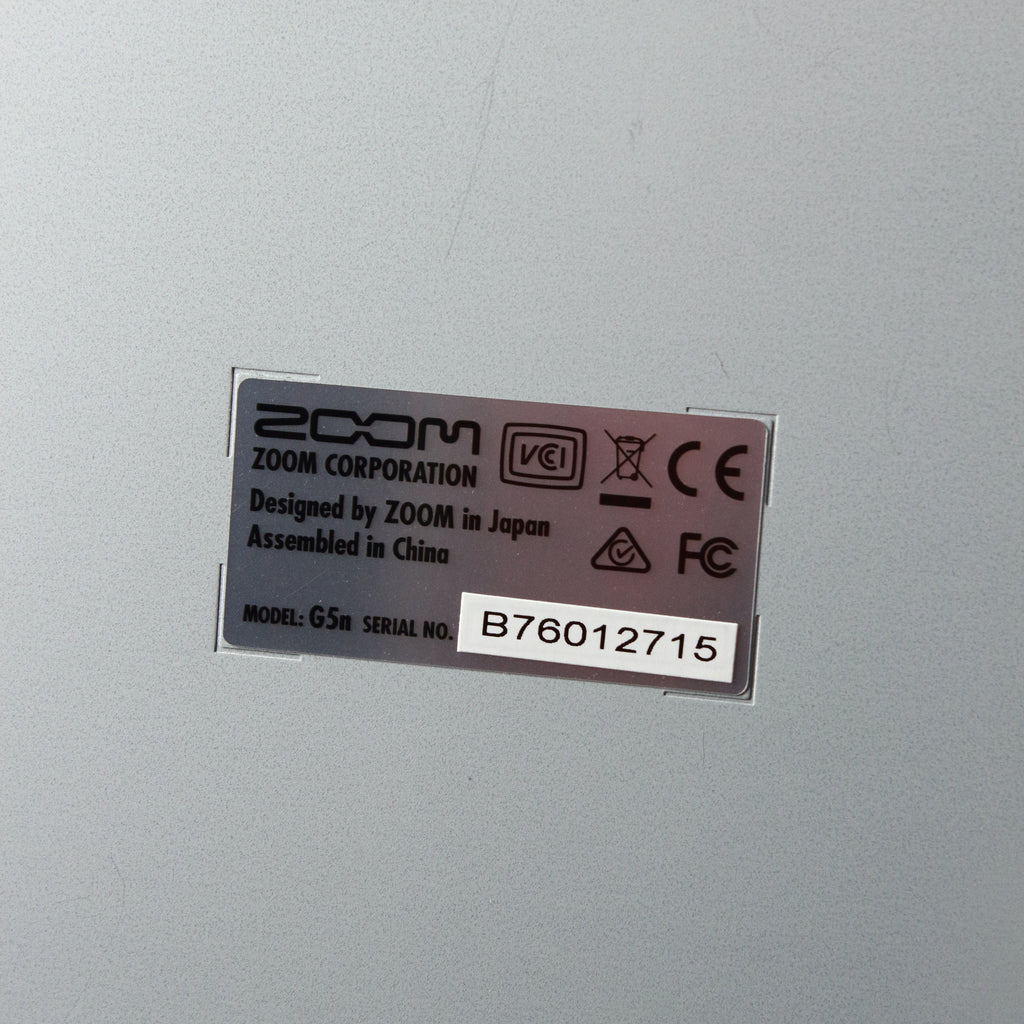 ZOOM
ZOOM CORPORATION
VCI
CE
Designed by ZOOM in Japan
Assembled in China
FC
MODEL: G5n SERIAL NO. B76012715